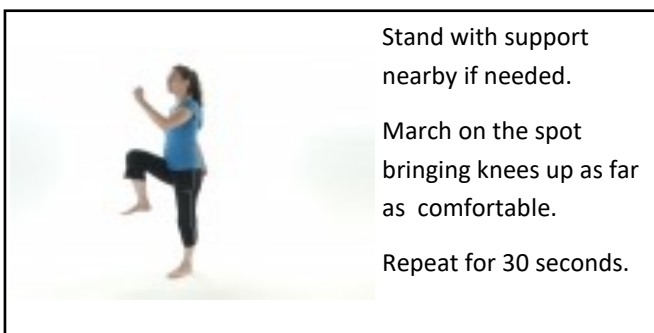 Stand with support
nearby if needed.
March on the spot
bringing knees up as far
as  comfortable.
Repeat for 30 seconds.